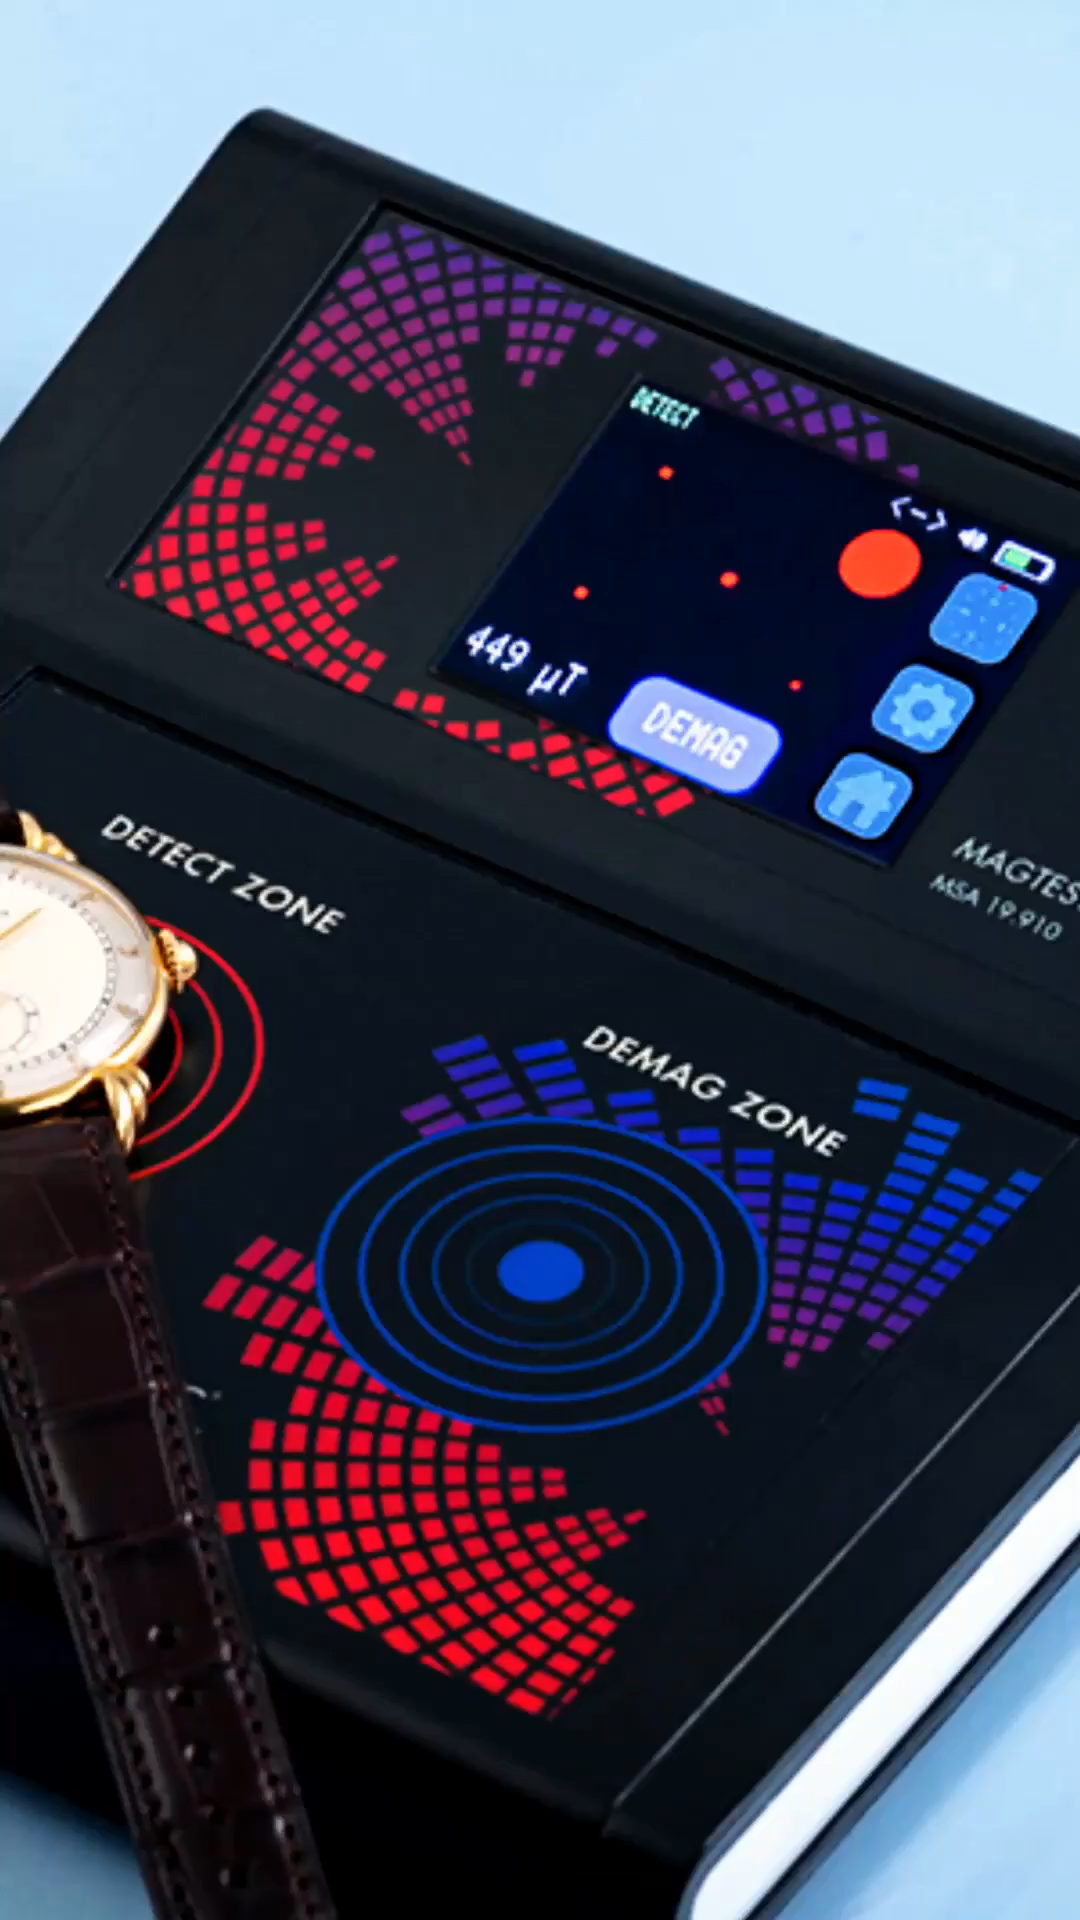 DETECT
<->
449 µT
DEMAG
MSA 19.910
DETECT ZONE
DEMAG ZONE